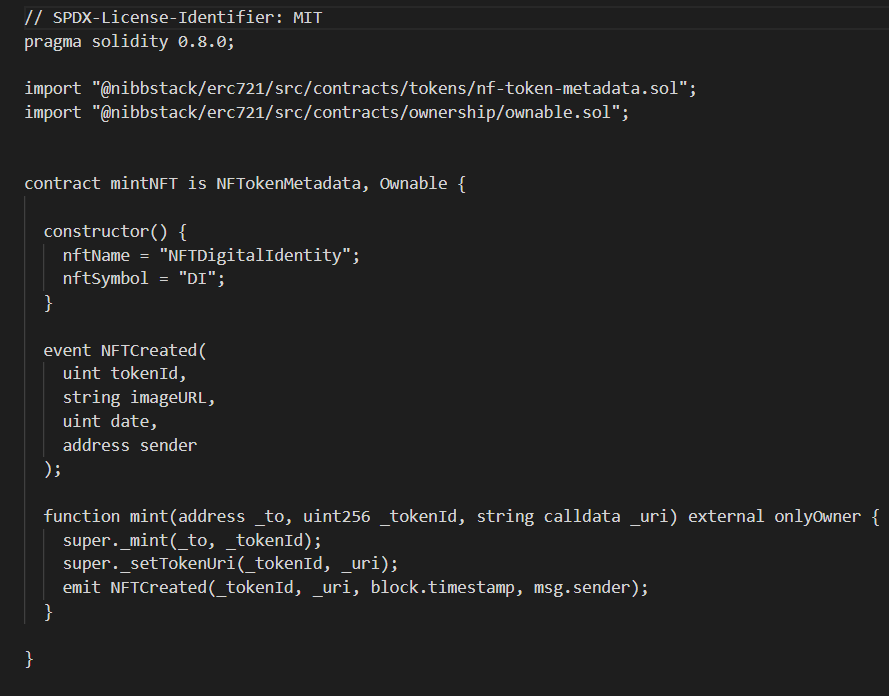 // SPDX-License-Identifier: MIT
pragma solidity 0.8.0;
import "@nibbstack/erc721/src/contracts/tokens/nf-token-metadata.sol";
import "@nibbstack/erc721/src/contracts/ownership/ownable.sol";
contract mintNFT is NFTokenMetadata, Ownable {
constructor() {
nftName = "NFTDigitalIdentity";
nftSymbol = "DI";
}
event NFTCreated(
uint tokenId,
string imageURL,
uint date,
address sender
);
function mint(address _to, uint256 _tokenId, string calldata _uri) external onlyOwner {
super._mint(_to, _tokenId);
super._setTokenUri(_tokenId, _uri);
emit NFTCreated(_tokenId, _uri, block.timestamp, msg.sender);
}
}